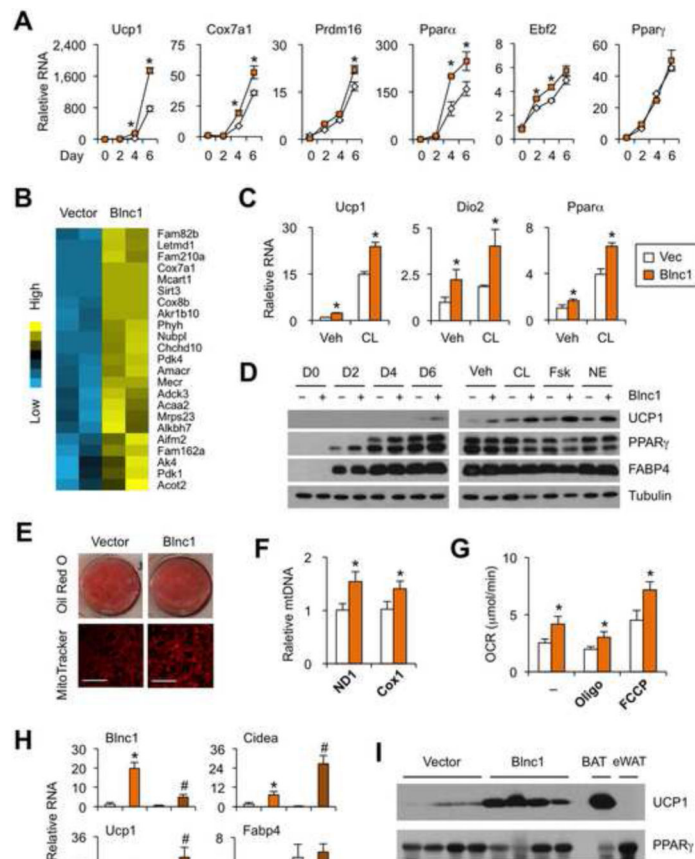 A
Ucp1 Cox7a1 Prdm16 Pparα Ebf2 Pparγ
Raletive RNA
2,400 75 30 300 8 60
1,600 50 6 40
15 150 4
800 25 2 20
0 0 0 0 0 0
Day 0 2 4 6 0 2 4 6 0 2 4 6 0 2 4 6 0 2 4 6 0 2 4 6
* * * * * * * * * *
B
Vector Blnc1
High
Low
Fam82b
Letmd1
Fam210a
Cox7a1
Mcart1
Sirt3
Cox8b
Akr1b10
Phyh
Nubpl
Chchd10
Pdk4
Amacr
Mecr
Adck3
Acaa2
Mrps23
Alkbh7
Aifm2
Fam162a
Ak4
Pdk1
Acot2
C
Ucp1 Dio2 Pparα
Raletive RNA
30 5 8
15 2.5 4
0 0 0
* * * * * *
Veh CL Veh CL Veh CL
Vec
Blnc1
D
D0 D2 D4 D6 Veh CL Fsk NE
– + – + – + – + – + – + – + – + Blnc1
UCP1
PPARγ
FABP4
Tubulin
E
Vector Blnc1
Oil Red O
MitoTracker
F
Raletive mtDNA
2
1
0
* *
ND1 Cox1
G
OCR (μmol/min)
10
5
0
* * *
– Oligo FCCP
H
Relative RNA
Blnc1 Cidea
30 36
20 24
10 12
0 0
* # * #
Ucp1 Fabp4
36 8
#
I
Vector Blnc1 BAT eWAT
UCP1
PPARγ